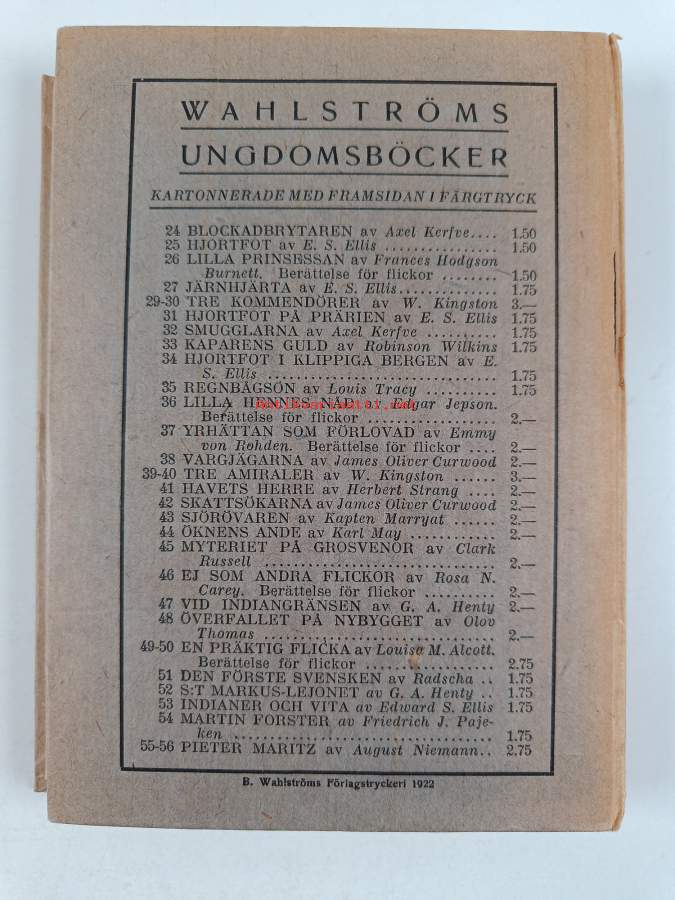 WAHLSTRÖMS
UNGDOMSBÖCKER
KARTONNERADE MED FRAMSIDAN I FÄRGTRYCK
24 BLOCKADBRYTAREN av Axel Kerfve.... 1.50
25 HJORTFOT av E. S. Ellis ................ 1.50
26 LILLA PRINSESSAN av Frances Hodgson
Burnett. Berättelse för flickor ........ 1.50
27 JÄRNHJÄRTA av E. S. Ellis.............. 1.75
29-30 TRE KOMMENDÖRER av W. Kingston 3.—
31 HJORTFOT PÅ PRÄRIEN av E. S. Ellis 1.75
32 SMUGGLARNA av Axel Kerfve .......... 1.75
33 KAPARENS GULD av Robinson Wilkins 1.75
34 HJORTFOT I KLIPPIGA BERGEN av E.
S. Ellis ................................. 1.75
35 REGNBÅGSÖN av Louis Tracy .......... 1.75
36 LILLA HENNES NÅD av Edgar Jepson.
Berättelse för flickor .................. 2.—
37 YRHÄTTAN SOM FÖRLOVAD av Emmy
von Rohden. Berättelse för flickor .... 2.—
38 VARGJÄGARNA av James Oliver Curwood 2.—
39-40 TRE AMIRALER av W. Kingston ...... 3.—
41 HAVETS HERRE av Herbert Strang .... 2.—
42 SKATTSÖKARNA av James Oliver Curwood 2.—
43 SJÖRÖVAREN av Kapten Marryat ...... 2.—
44 ÖKNENS ANDE av Karl May ............ 2.—
45 MYTERIET PÅ GROSVENOR av Clark
Russell ................................. 2.—
46 EJ SOM ANDRA FLICKOR av Rosa N.
Carey. Berättelse för flickor .......... 2.—
47 VID INDIANGRÄNSEN av G. A. Henty 2.—
48 ÖVERFALLET PÅ NYBYGGET av Olov
Thomas ................................. 2.—
49-50 EN PRÄKTIG FLICKA av Louisa M. Alcott.
Berättelse för flickor .................. 2.75
51 DEN FÖRSTE SVENSKEN av Radscha .. 1.75
52 S:T MARKUS-LEJONET av G. A. Henty .. 1.75
53 INDIANER OCH VITA av Edward S. Ellis 1.75
54 MARTIN FORSTER av Friedrich J. Paje-
ken ..................................... 1.75
55-56 PIETER MARITZ av August Niemann.. 2.75
B. Wahlströms Förlagstryckeri 1922